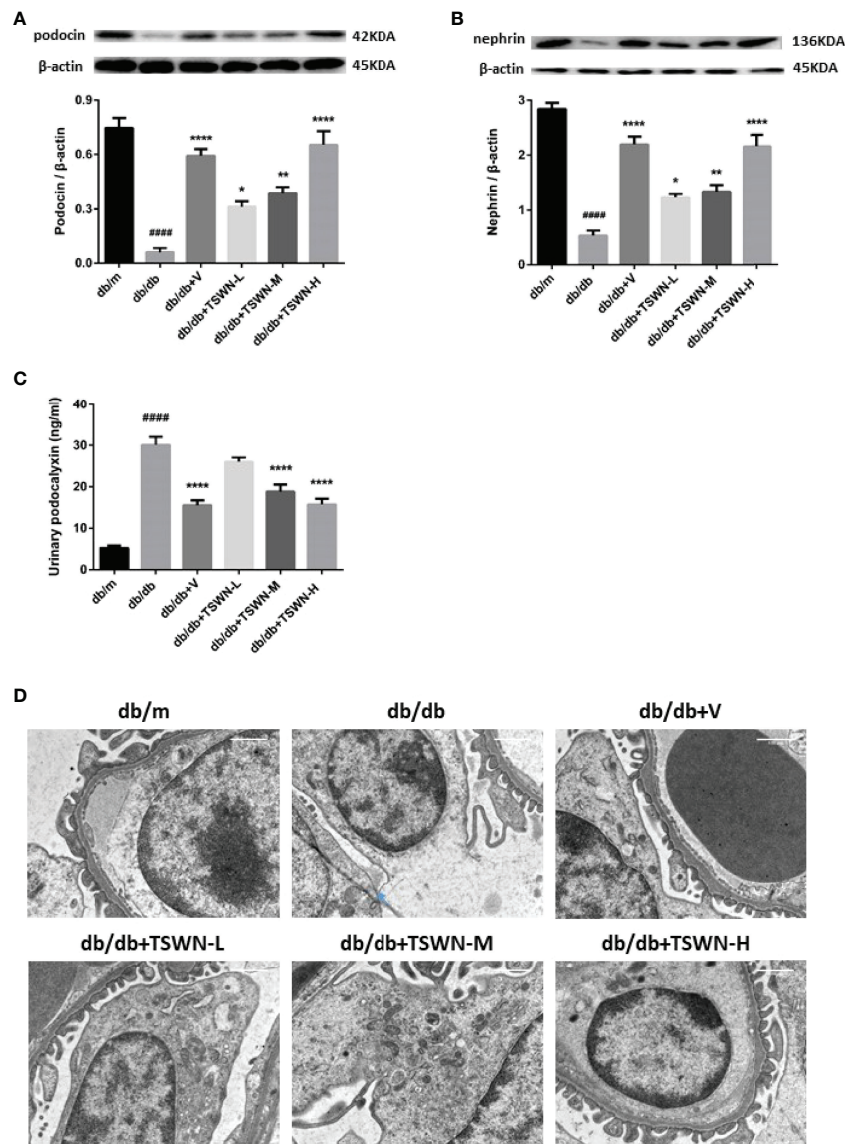 A
podocin 42KDA
β-actin 45KDA
Podocin / β-actin
0.9
0.6
0.3
0.0
####
****
*
**
****
db/m
db/db
db/db+V
db/db+TSWN-L
db/db+TSWN-M
db/db+TSWN-H
B
nephrin 136KDA
β-actin 45KDA
Nephrin / β-actin
3
2
1
0
####
****
*
**
****
db/m
db/db
db/db+V
db/db+TSWN-L
db/db+TSWN-M
db/db+TSWN-H
C
Urinary podocalyxin (ng/ml)
40
30
20
10
0
####
****
****
****
db/m
db/db
db/db+V
db/db+TSWN-L
db/db+TSWN-M
db/db+TSWN-H
D
db/m db/db db/db+V
db/db+TSWN-L db/db+TSWN-M db/db+TSWN-H